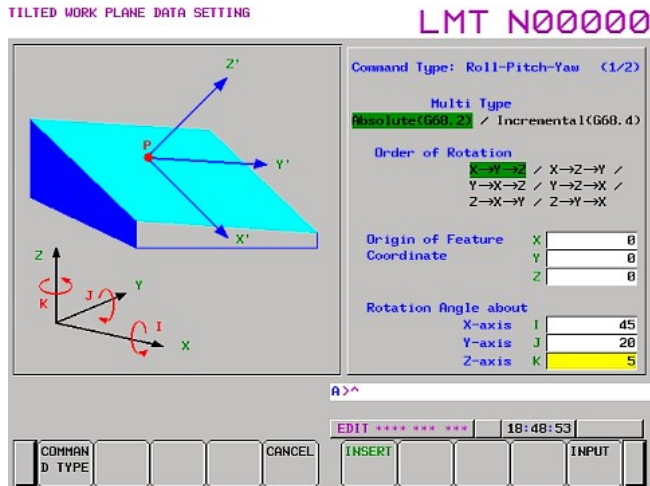 TILTED WORK PLANE DATA SETTING
LMT N00000
Z'
P
Y'
X'
Z
K
J
Y
I
X
Command Type: Roll-Pitch-Yaw (1/2)
Multi Type
Absolute(G68.2) / Incremental(G68.4)
Order of Rotation
X→Y→Z / X→Z→Y /
Y→X→Z / Y→Z→X /
Z→X→Y / Z→Y→X
Origin of Feature X 0
Coordinate Y 0
Z 0
Rotation Angle about
X-axis I 45
Y-axis J 20
Z-axis K 5
A>^
EDIT **** *** *** 18:48:53
COMMAN
D TYPE
CANCEL
INSERT
INPUT